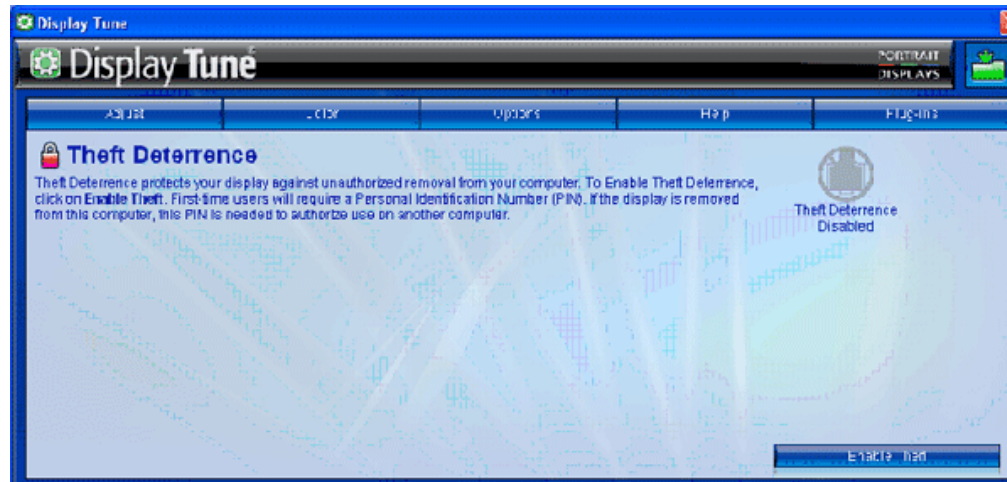 Display Tune
Display Tune
PORTRAIT
DISPLAYS
Adjust Color Options Help Plug-ins
Theft Deterrence
Theft Deterrence protects your display against unauthorized removal from your computer. To Enable Theft Deterrence,
click on Enable Theft. First-time users will require a Personal Identification Number (PIN). If the display is removed
from this computer, this PIN is needed to authorize use on another computer.
Theft Deterrence
Disabled
Enable Theft